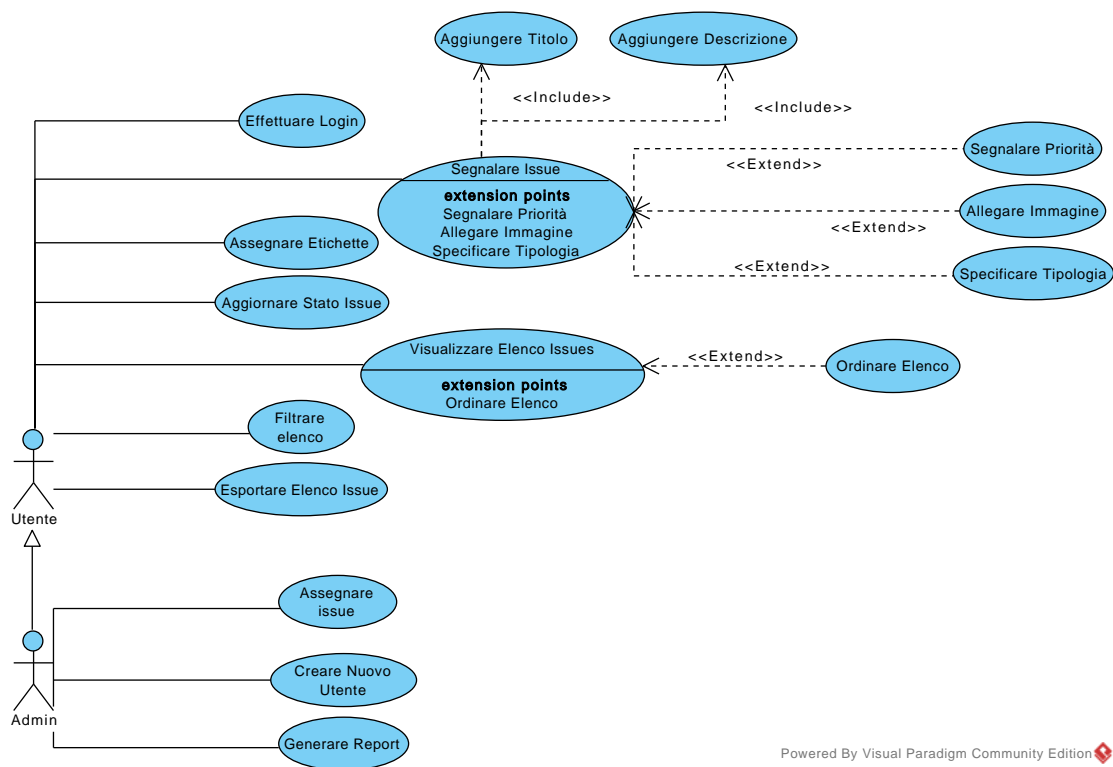 Aggiungere Titolo
Aggiungere Descrizione
<<Include>>
<<Include>>
Effettuare Login
Segnalare Issue
extension points
Segnalare Priorità
Allegare Immagine
Specificare Tipologia
Segnalare Priorità
<<Extend>>
Allegare Immagine
<<Extend>>
Specificare Tipologia
<<Extend>>
Assegnare Etichette
Aggiornare Stato Issue
Visualizzare Elenco Issues
extension points
Ordinare Elenco
<<Extend>>
Ordinare Elenco
Filtrare
elenco
Esportare Elenco Issue
Utente
Assegnare
issue
Creare Nuovo
Utente
Admin
Generare Report
Powered By Visual Paradigm Community Edition